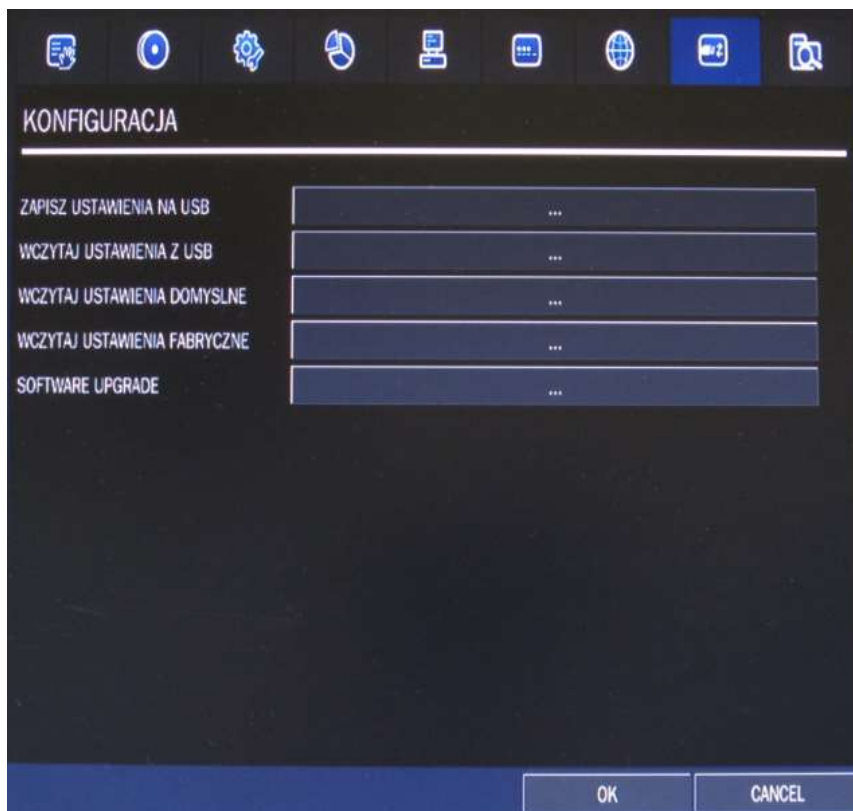 KONFIGURACJA
ZAPISZ USTAWIENIA NA USB ...
WCZYTAJ USTAWIENIA Z USB ...
WCZYTAJ USTAWIENIA DOMYSLNE ...
WCZYTAJ USTAWIENIA FABRYCZNE ...
SOFTWARE UPGRADE ...
OK CANCEL